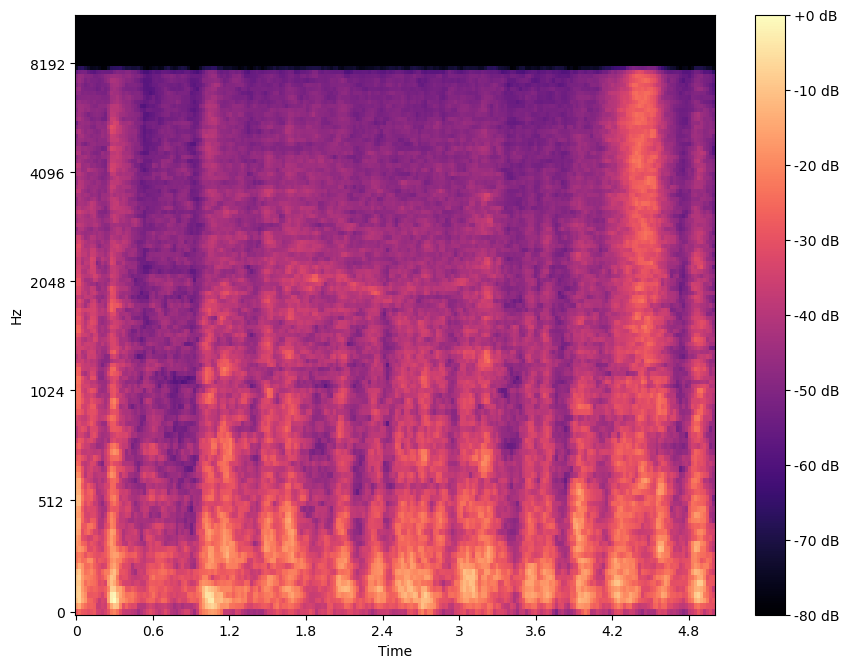 +0 dB
8192
-10 dB
4096
-20 dB
-30 dB
2048
Hz
-40 dB
1024
-50 dB
-60 dB
512
-70 dB
0
-80 dB
0 0.6 1.2 1.8 2.4 3 3.6 4.2 4.8
Time